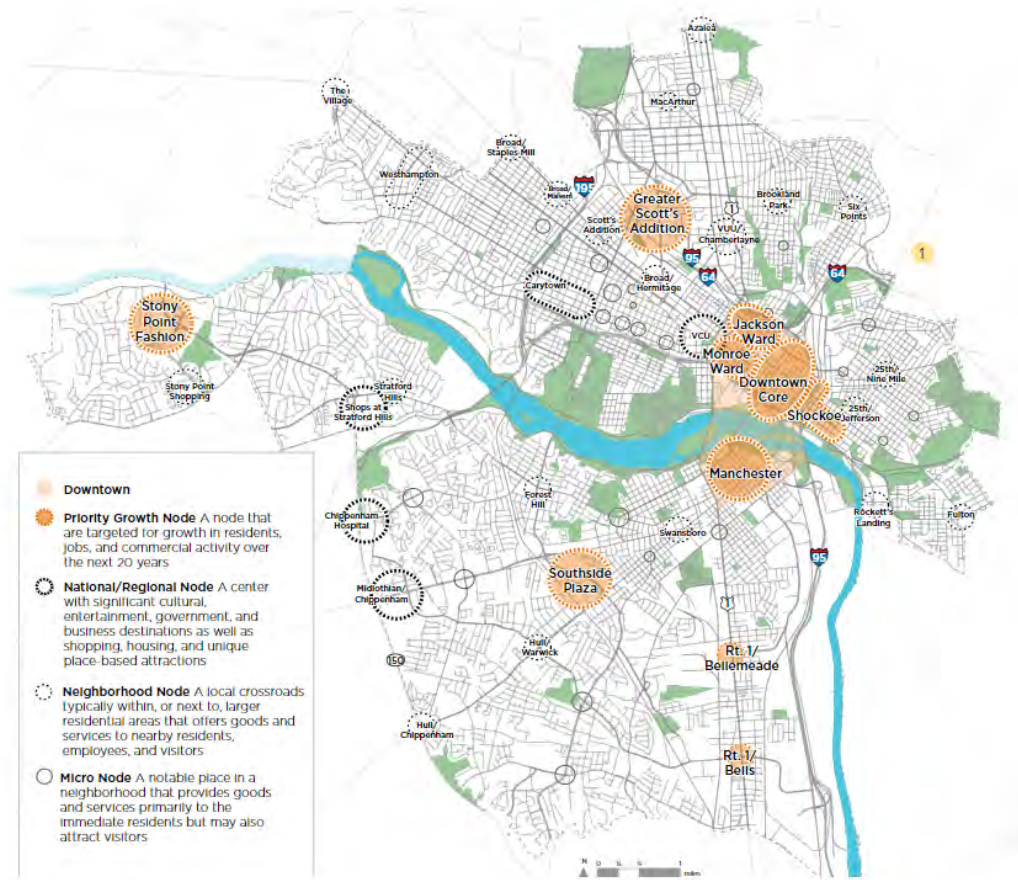 Azalea
The
Village
MacArthur
Broad/
Staples Mill
Westhampton
Broad/
Malvern
195
Greater
Scott's
Addition
Scott's
Addition
1
Brookland
Park
Six
Points
VUU/
Chamberlayne
1
95
64
64
Broad/
Hermitage
Carytown
Stony
Point
Fashion
VCU
Jackson
Ward
Monroe
Ward
Downtown
Core
25th/
Nine Mile
Stony Point
Shopping
Stratford
Hills
Shops at
Stratford Hills
Shockoe
25th/
Jefferson
Manchester
Forest
Hill
Chippenham
Hospital
Rockett's
Landing
Fulton
Swansboro
95
Southside
Plaza
Midlothian/
Chippenham
1
Hull/
Warwick
150
Rt. 1/
Bellemeade
Hull/
Chippenham
Rt. 1/
Bells
Downtown
Priority Growth Node A node that
are targeted for growth in residents,
jobs, and commercial activity over
the next 20 years
National/Regional Node A center
with significant cultural,
entertainment, government, and
business destinations as well as
shopping, housing, and unique
place-based attractions
Neighborhood Node A local crossroads
typically within, or next to, larger
residential areas that offers goods and
services to nearby residents,
employees, and visitors
Micro Node A notable place in a
neighborhood that provides goods
and services primarily to the
immediate residents but may also
attract visitors
N 0 1
miles